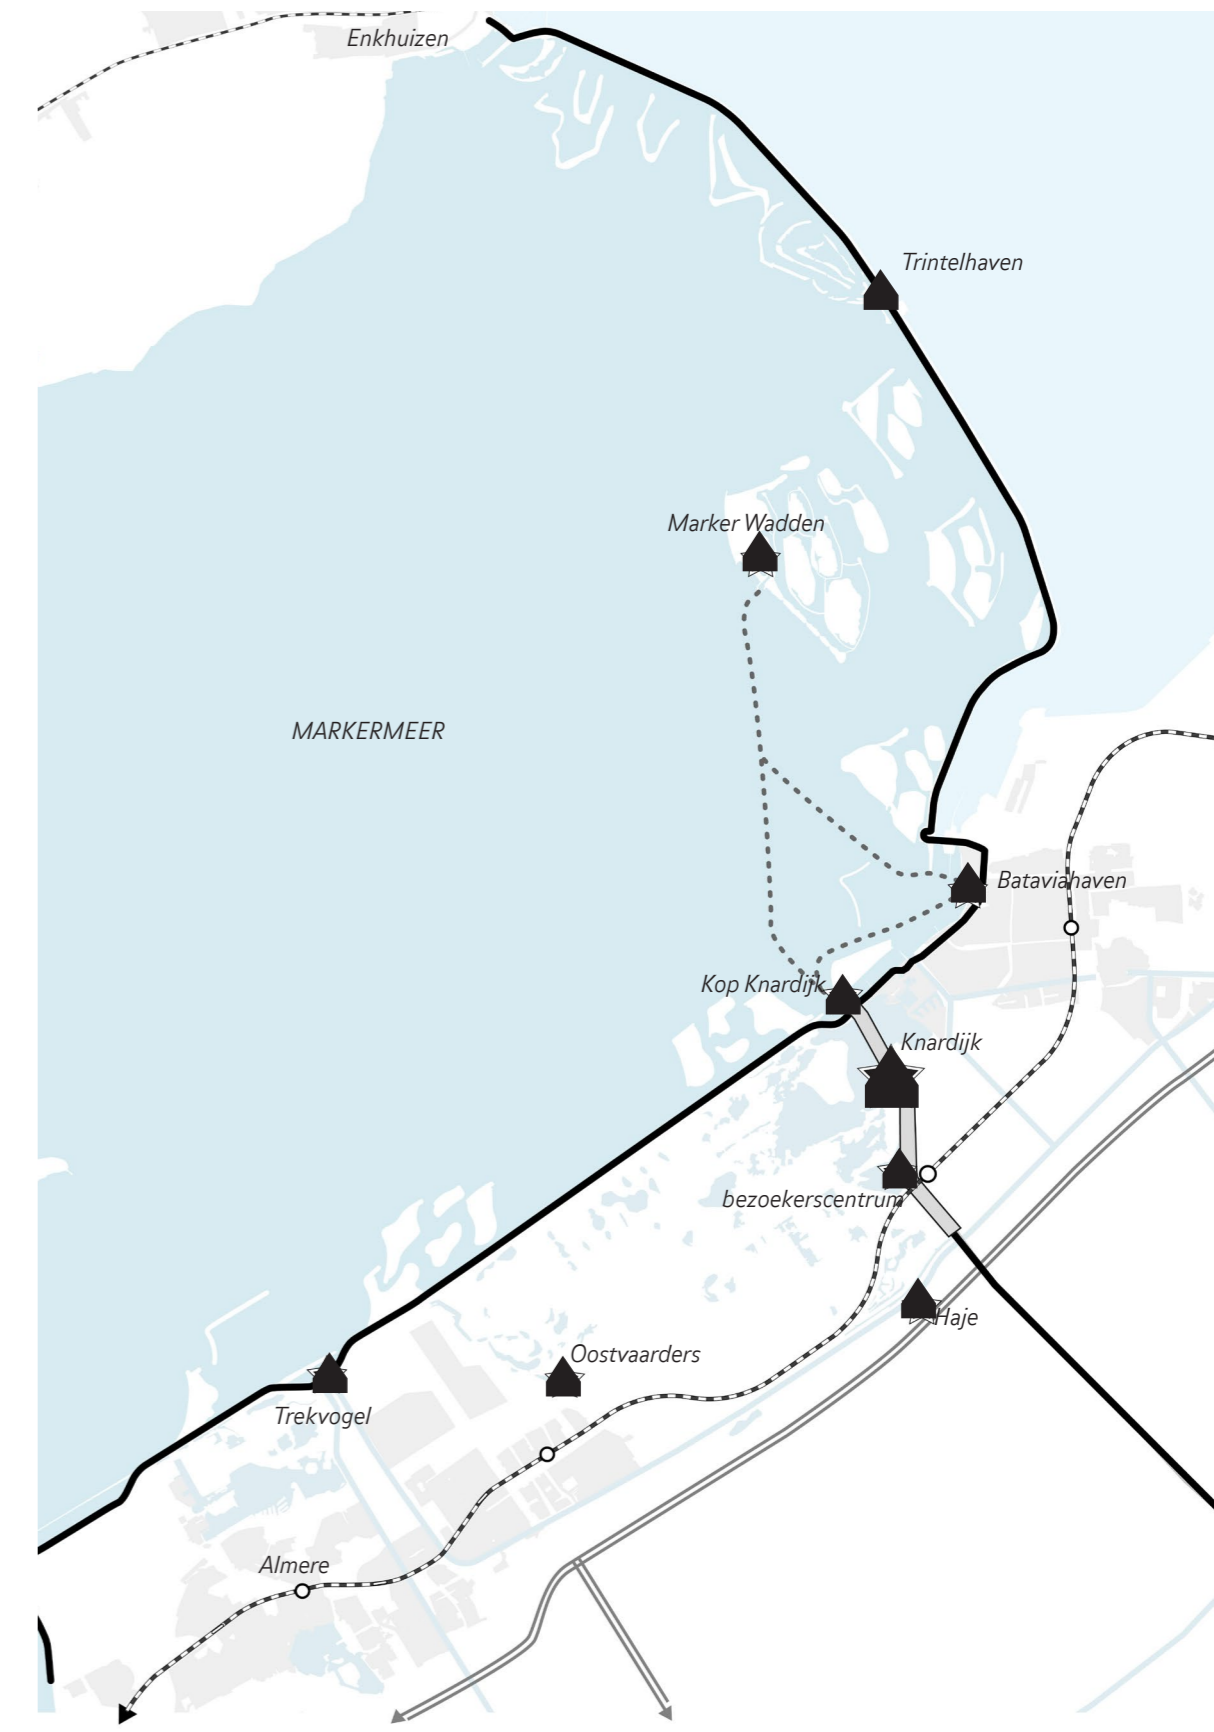 Enkhuizen
Trintelhaven
Marker Wadden
MARKERMEER
Bataviahaven
Kop Knardijk
Knardijk
bezoekerscentrum
Haje
Oostvaarders
Trekvogel
Almere